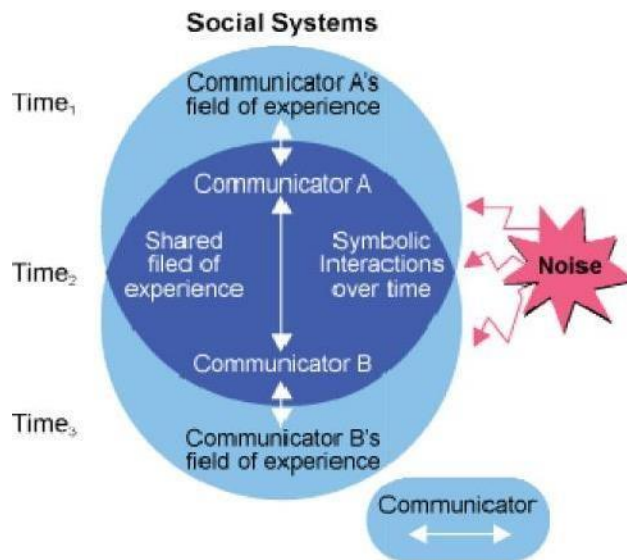 Social Systems
Time₁
Communicator A's
field of experience
Communicator A
Time₂
Shared
filed of
experience
Symbolic
Interactions
over time
Noise
Communicator B
Time₃
Communicator B's
field of experience
Communicator